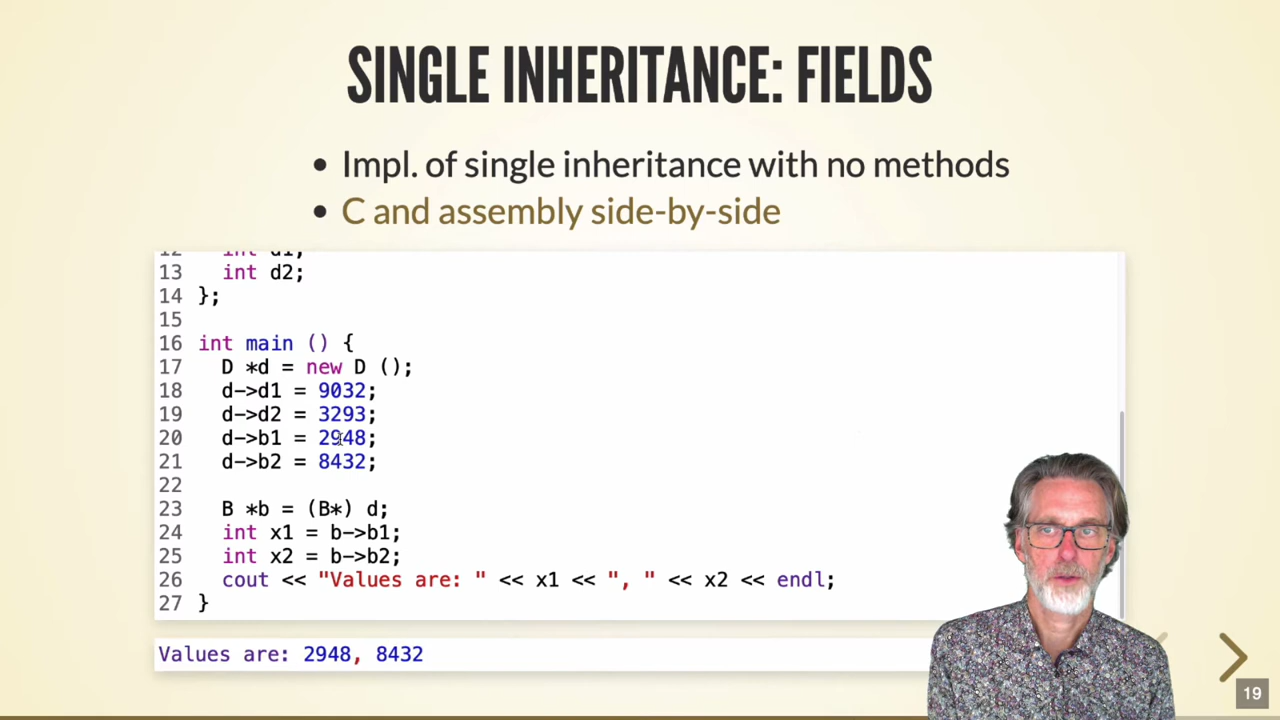 SINGLE INHERITANCE: FIELDS
• Impl. of single inheritance with no methods
• C and assembly side-by-side
12 int d1;
13 int d2;
14 };
15
16 int main () {
17 D *d = new D ();
18 d->d1 = 9032;
19 d->d2 = 3293;
20 d->b1 = 2948;
21 d->b2 = 8432;
22
23 B *b = (B*) d;
24 int x1 = b->b1;
25 int x2 = b->b2;
26 cout << "Values are: " << x1 << ", " << x2 << endl;
27 }
Values are: 2948, 8432
19